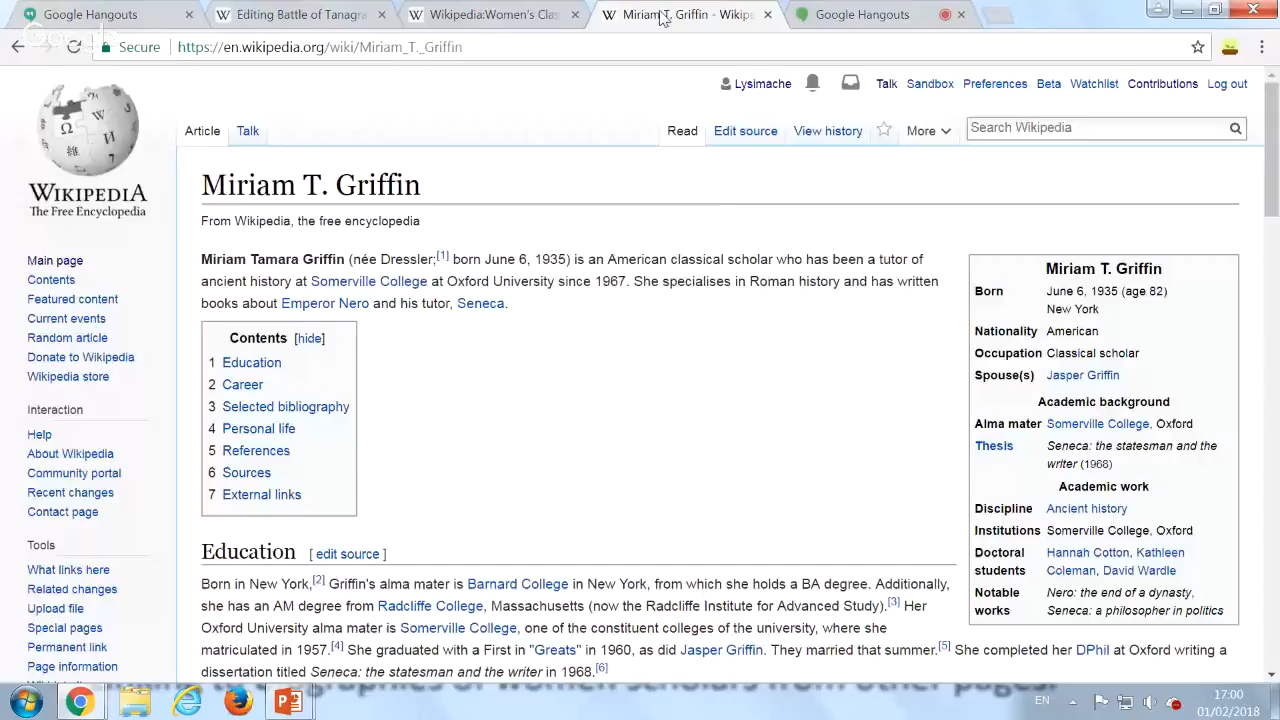 Google Hangouts
Editing Battle of Tanagra
Wikipedia:Women's Clas
Miriam T. Griffin - Wikip
Google Hangouts
Secure
https://en.wikipedia.org/wiki/Miriam_T._Griffin
Lysimache Talk Sandbox Preferences Beta Watchlist Contributions Log out
Article Talk
Read Edit source View history More
Search Wikipedia
WIKIPEDIA
The Free Encyclopedia
Main page
Contents
Featured content
Current events
Random article
Donate to Wikipedia
Wikipedia store
Interaction
Help
About Wikipedia
Community portal
Recent changes
Contact page
Tools
What links here
Related changes
Upload file
Special pages
Permanent link
Page information
Miriam T. Griffin
From Wikipedia, the free encyclopedia
Miriam Tamara Griffin (née Dressler;[1] born June 6, 1935) is an American classical scholar who has been a tutor of
ancient history at Somerville College at Oxford University since 1967. She specialises in Roman history and has written
books about Emperor Nero and his tutor, Seneca.
Contents [hide]
1 Education
2 Career
3 Selected bibliography
4 Personal life
5 References
6 Sources
7 External links
Miriam T. Griffin
Born June 6, 1935 (age 82)
New York
Nationality American
Occupation Classical scholar
Spouse(s) Jasper Griffin
Academic background
Alma mater Somerville College, Oxford
Thesis Seneca: the statesman and the
writer (1968)
Academic work
Discipline Ancient history
Institutions Somerville College, Oxford
Doctoral Hannah Cotton, Kathleen
students Coleman, David Wardle
Notable Nero: the end of a dynasty,
works Seneca: a philosopher in politics
Education [ edit source ]
Born in New York,[2] Griffin's alma mater is Barnard College in New York, from which she holds a BA degree. Additionally,
she has an AM degree from Radcliffe College, Massachusetts (now the Radcliffe Institute for Advanced Study).[3] Her
Oxford University alma mater is Somerville College, one of the constituent colleges of the university, where she
matriculated in 1957.[4] She graduated with a First in "Greats" in 1960, as did Jasper Griffin. They married that summer.[5] She completed her DPhil at Oxford writing a
dissertation titled Seneca: the statesman and the writer in 1968.[6]
EN
17:00
01/02/2018